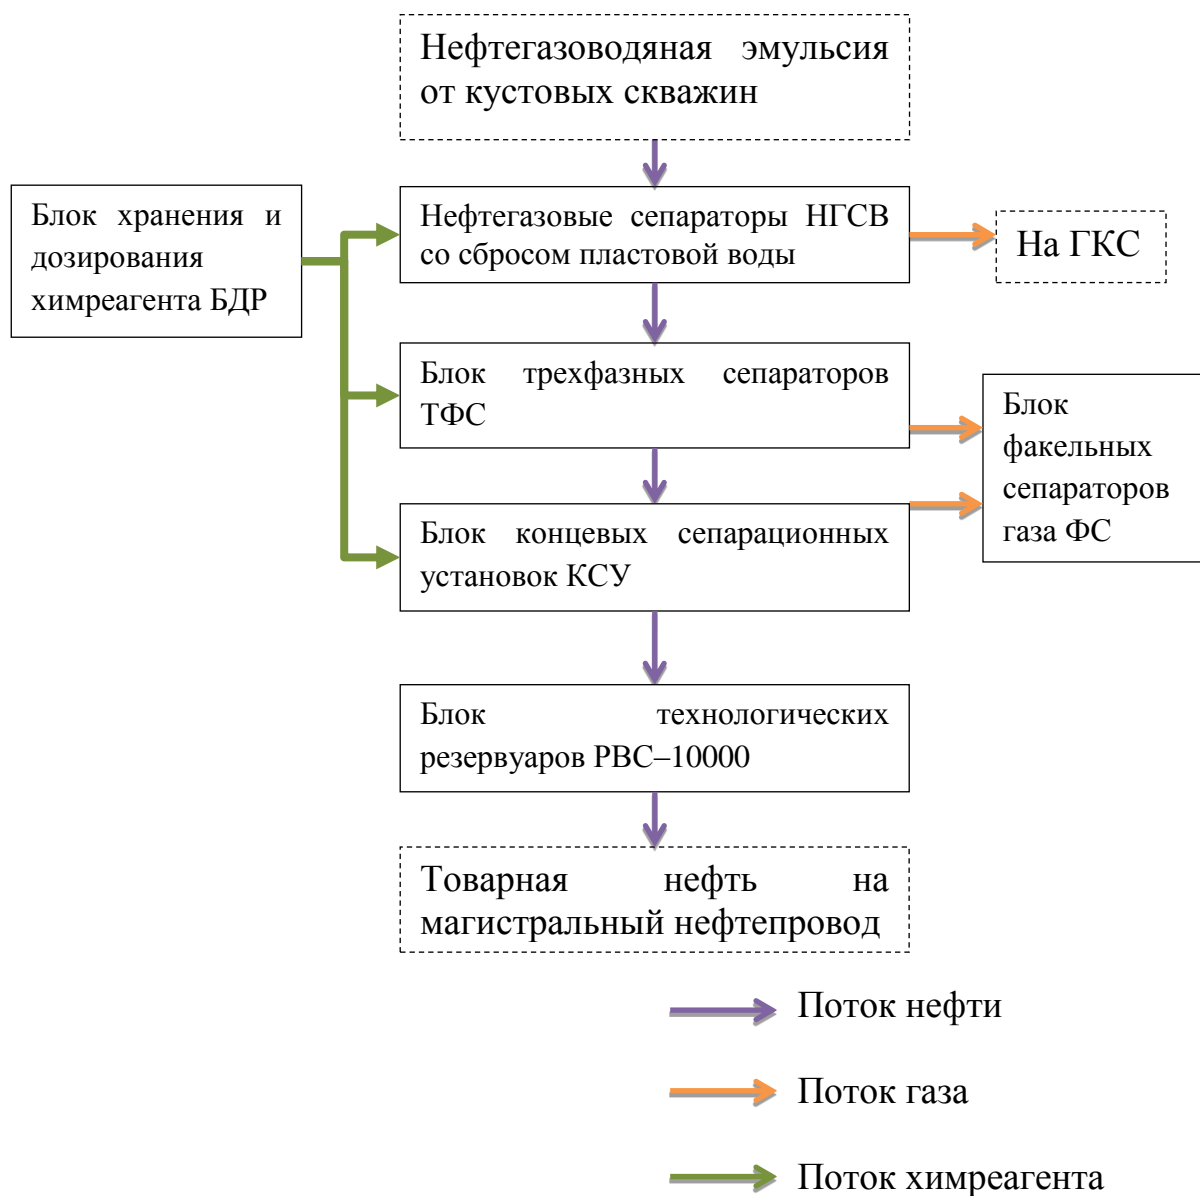 Нефтегазоводяная эмульсия
от кустовых скважин
Блок хранения и
дозирования
химреагента БДР
Нефтегазовые сепараторы НГСВ
со сбросом пластовой воды
На ГКС
Блок трехфазных сепараторов
ТФС
Блок
факельных
сепараторов
газа ФС
Блок концевых сепарационных
установок КСУ
Блок технологических
резервуаров РВС–10000
Товарная нефть на
магистральный нефтепровод
Поток нефти
Поток газа
Поток химреагента